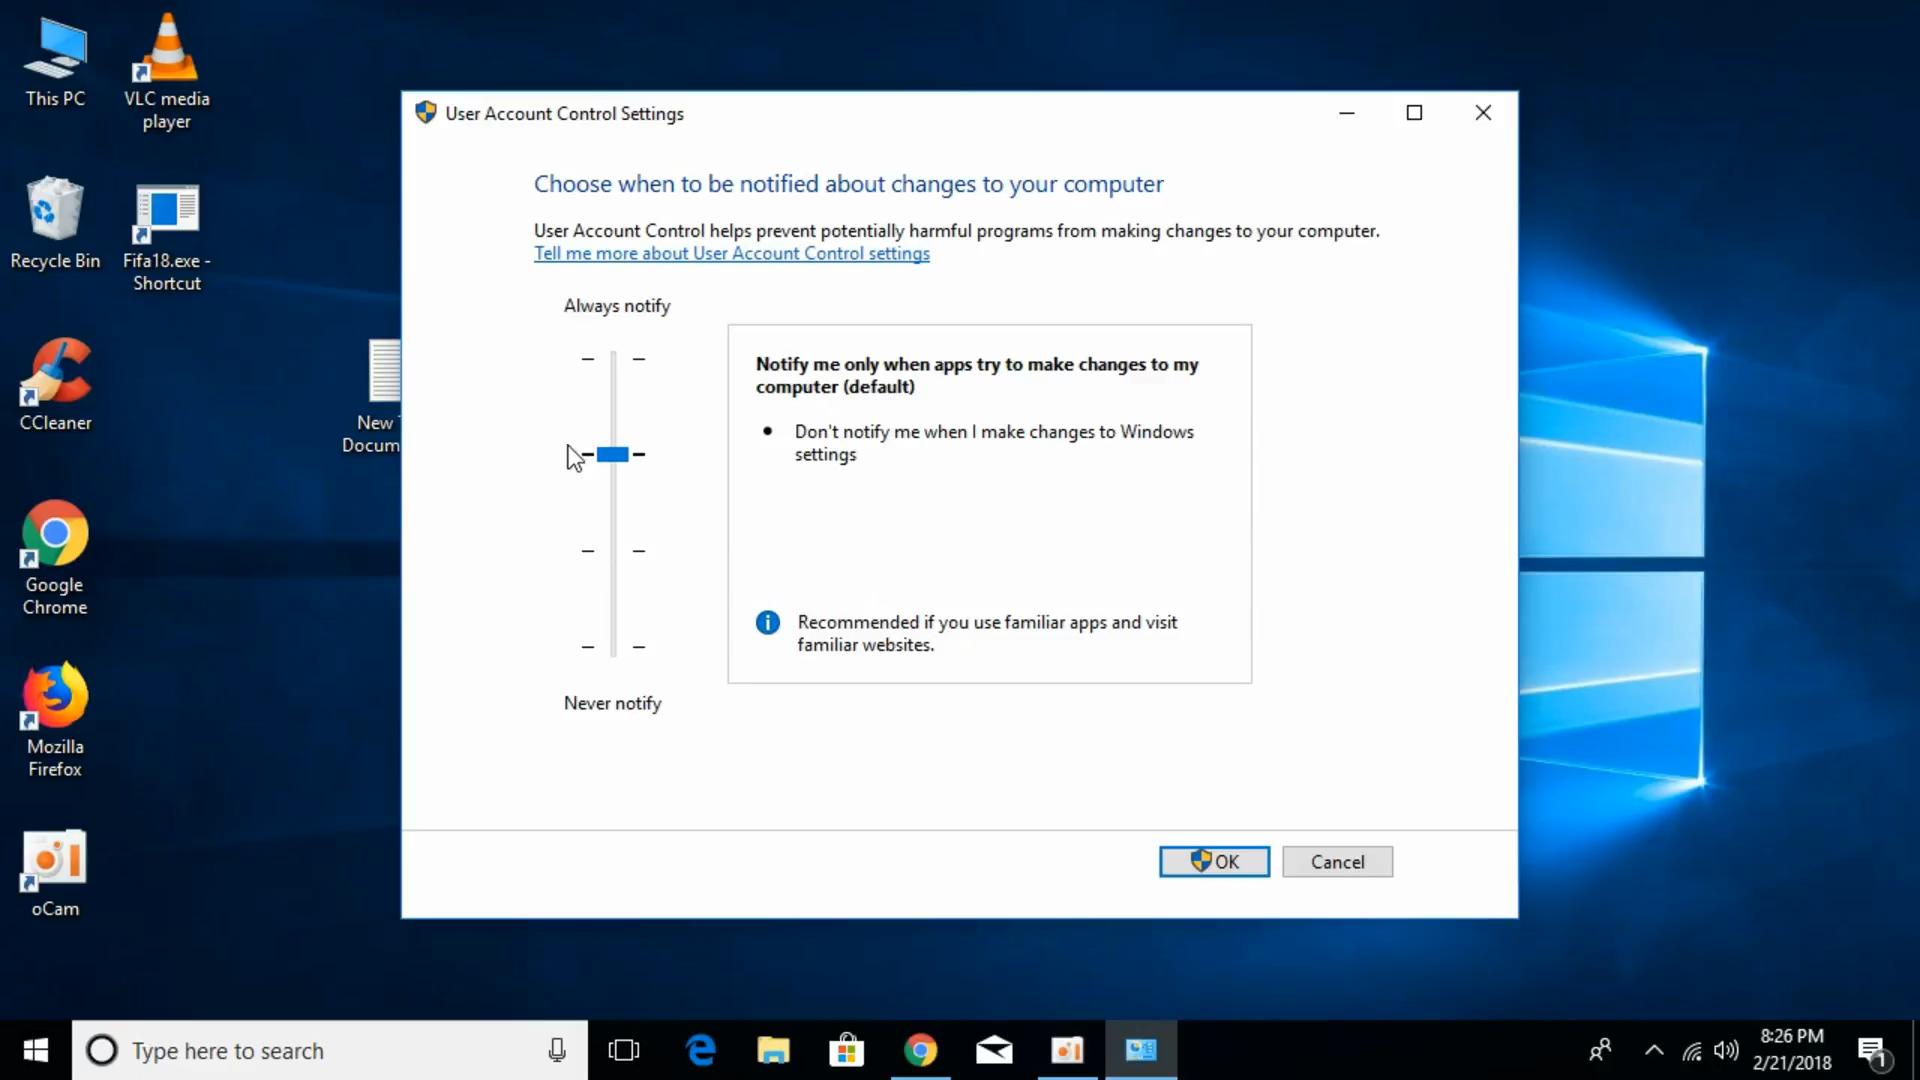 This PC
VLC media
player
Recycle Bin
Fifa18.exe -
Shortcut
CCleaner
New
Docum
Google
Chrome
Mozilla
Firefox
oCam
User Account Control Settings
Choose when to be notified about changes to your computer
User Account Control helps prevent potentially harmful programs from making changes to your computer.
Tell me more about User Account Control settings
Always notify
Notify me only when apps try to make changes to my
computer (default)
Don't notify me when I make changes to Windows
settings
Recommended if you use familiar apps and visit
familiar websites.
Never notify
OK
Cancel
Type here to search
8:26 PM
2/21/2018
1